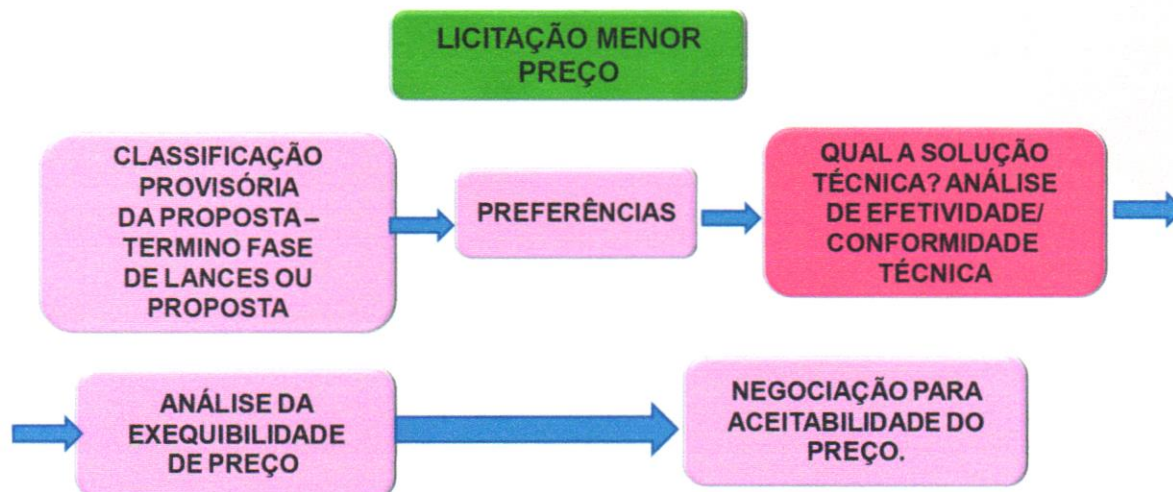 LICITAÇÃO MENOR
PREÇO
CLASSIFICAÇÃO
PROVISÓRIA
DA PROPOSTA –
TERMINO FASE
DE LANCES OU
PROPOSTA
PREFERÊNCIAS
QUAL A SOLUÇÃO
TÉCNICA? ANÁLISE
DE EFETIVIDADE/
CONFORMIDADE
TÉCNICA
ANÁLISE DA
EXEQUIBILIDADE
DE PREÇO
NEGOCIAÇÃO PARA
ACEITABILIDADE DO
PREÇO.